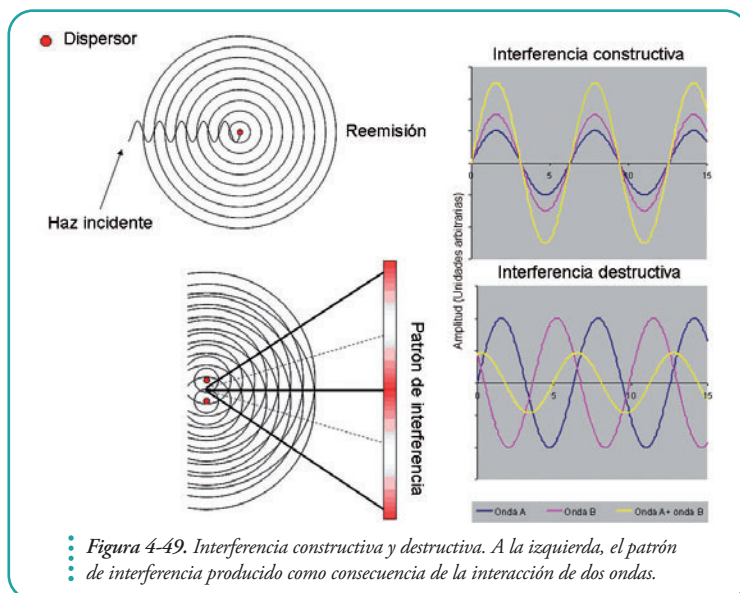 Dispersor
Reemisión
Haz incidente
Patrón de interferencia
Interferencia constructiva
0
5
10
15
Amplitud (Unidades arbitrarias)
Interferencia destructiva
0
5
10
15
Onda A
Onda B
Onda A+ onda B
Figura 4-49. Interferencia constructiva y destructiva. A la izquierda, el patrón
de interferencia producido como consecuencia de la interacción de dos ondas.